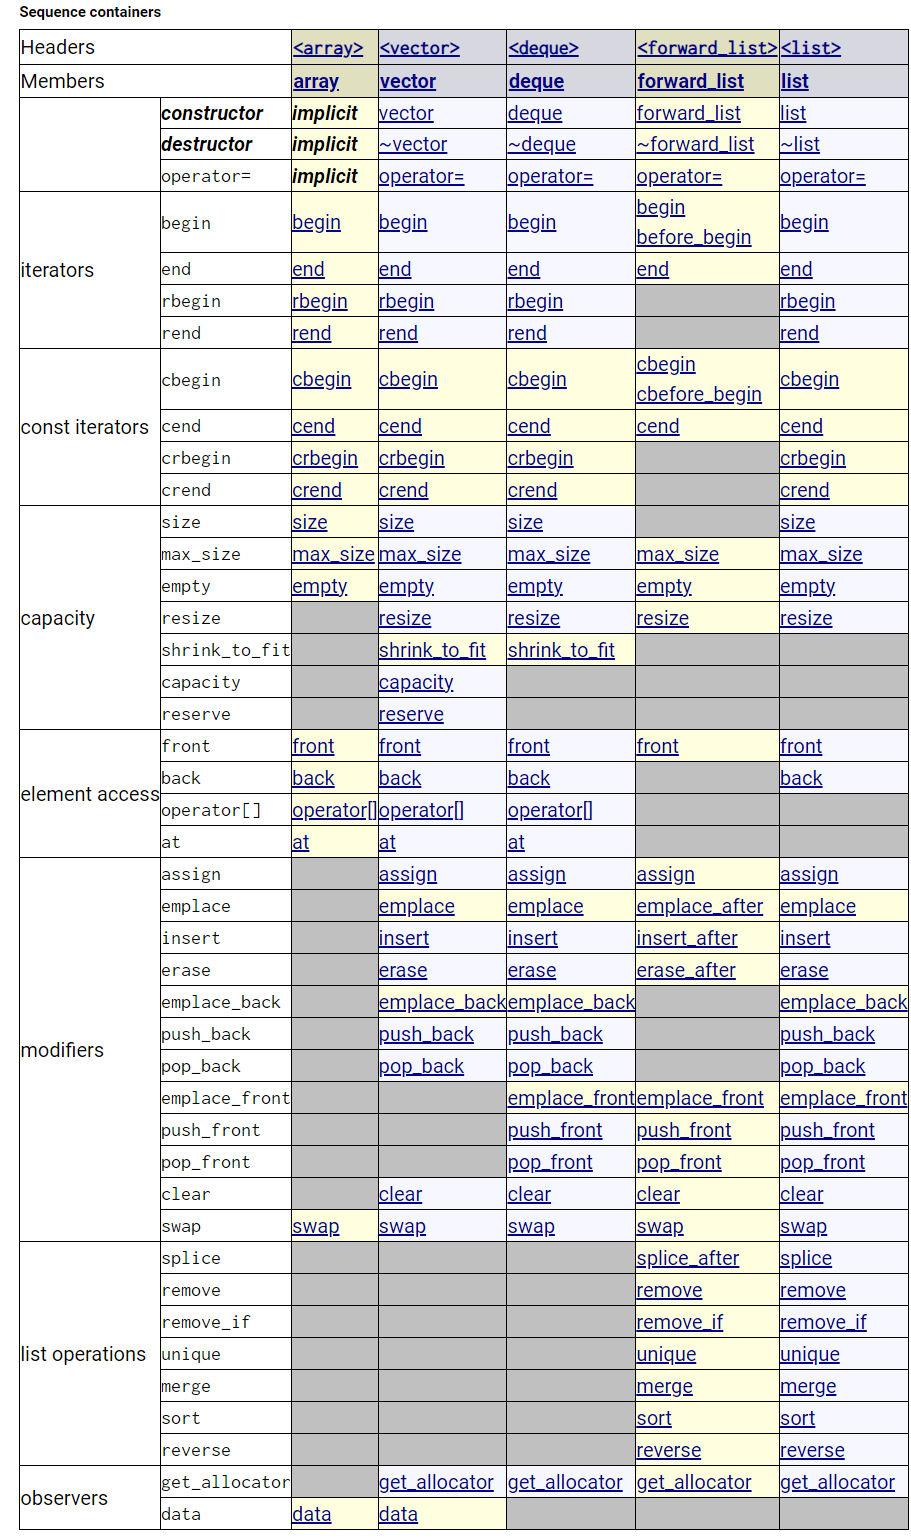 Sequence containers
Headers <array> <vector> <deque> <forward_list> <list>
Members array vector deque forward_list list
constructor implicit vector deque forward_list list
destructor implicit ~vector ~deque ~forward_list ~list
operator= implicit operator= operator= operator= operator=
iterators
begin begin begin begin begin before_begin begin
end end end end end end
rbegin rbegin rbegin rbegin rbegin
rend rend rend rend rend
const iterators
cbegin cbegin cbegin cbegin cbegin cbefore_begin cbegin
cend cend cend cend cend cend
crbegin crbegin crbegin crbegin crbegin
crend crend crend crend crend
capacity
size size size size size
max_size max_size max_size max_size max_size max_size
empty empty empty empty empty empty
resize resize resize resize resize
shrink_to_fit shrink_to_fit shrink_to_fit
capacity capacity
reserve reserve
element access
front front front front front front
back back back back back
operator[] operator[] operator[] operator[]
at at at at
modifiers
assign assign assign assign assign
emplace emplace emplace emplace_after emplace
insert insert insert insert_after insert
erase erase erase erase_after erase
emplace_back emplace_back emplace_back emplace_back
push_back push_back push_back push_back
pop_back pop_back pop_back pop_back
emplace_front emplace_front emplace_front emplace_front
push_front push_front push_front push_front
pop_front pop_front pop_front pop_front
clear clear clear clear clear
swap swap swap swap swap swap
list operations
splice splice_after splice
remove remove remove
remove_if remove_if remove_if
unique unique unique
merge merge merge
sort sort sort
reverse reverse reverse
observers
get_allocator get_allocator get_allocator get_allocator get_allocator
data data data